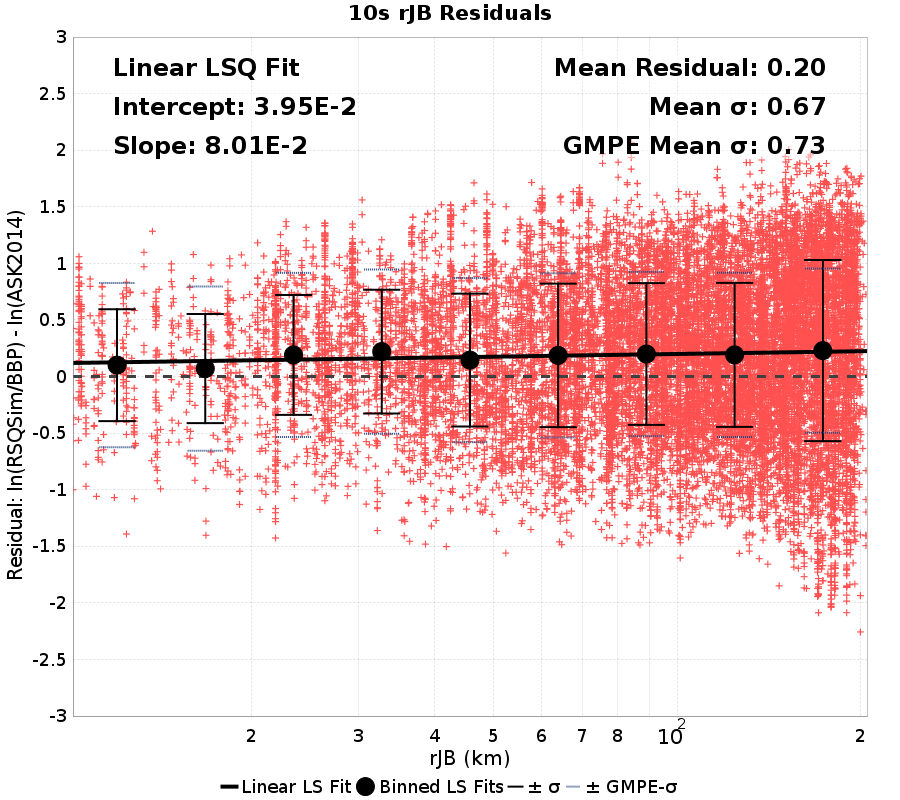 10s rJB Residuals
Linear LSQ Fit
Intercept: 3.95E-2
Slope: 8.01E-2
Mean Residual: 0.20
Mean σ: 0.67
GMPE Mean σ: 0.73
Residual: ln(RSQSim/BBP) - ln(ASK2014)
3
2.5
2
1.5
1
0.5
0
-0.5
-1
-1.5
-2
-2.5
-3
2 3 4 5 6 7 8 10² 2
rJB (km)
Linear LS Fit Binned LS Fits ± σ ± GMPE-σ